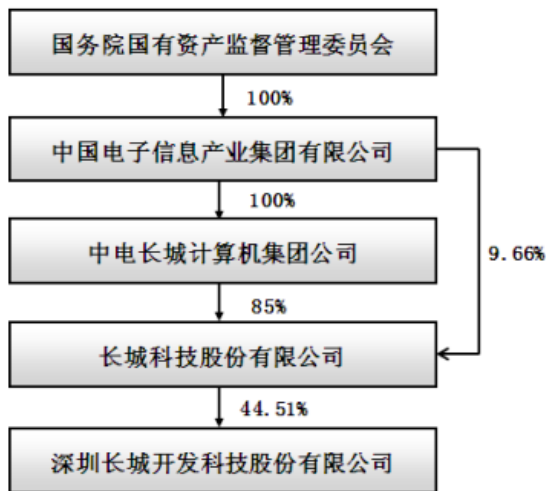 国务院国有资产监督管理委员会
100%
中国电子信息产业集团有限公司
100%
中电长城计算机集团公司
9.66%
85%
长城科技股份有限公司
44.51%
深圳长城开发科技股份有限公司